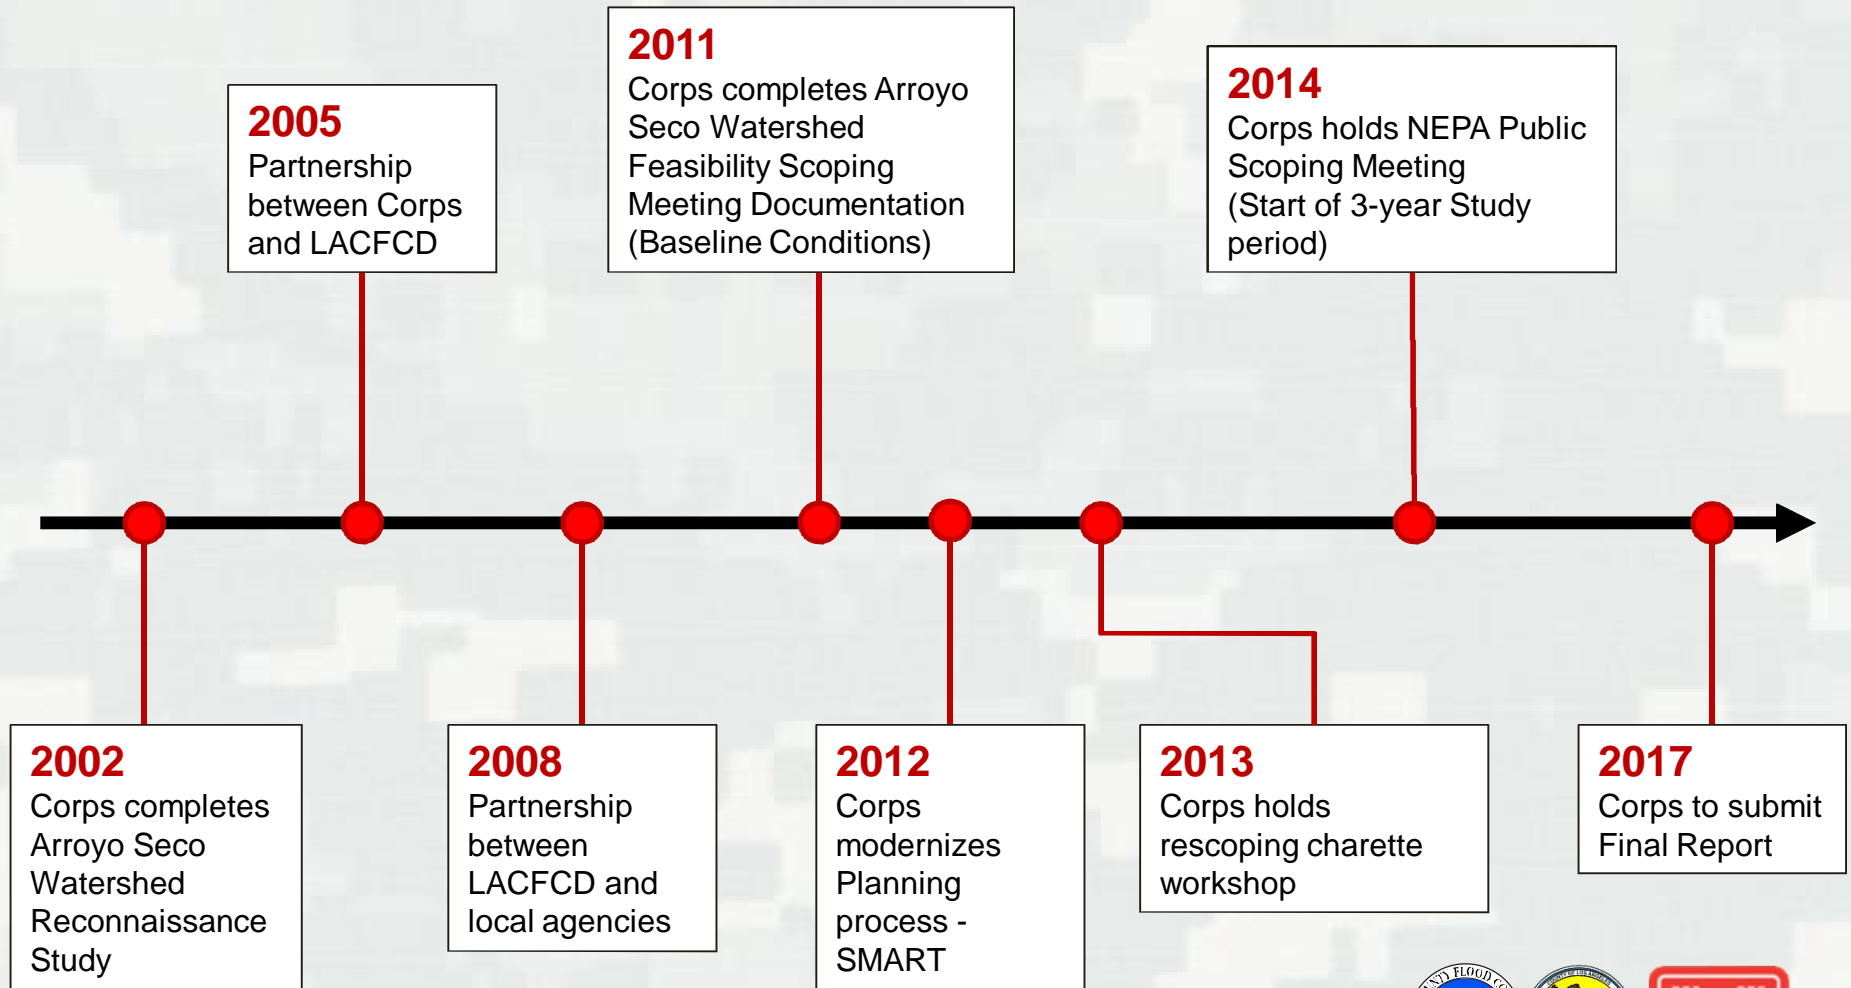 2011
Corps completes Arroyo
Seco Watershed
Feasibility Scoping
Meeting Documentation
(Baseline Conditions)
2014
Corps holds NEPA Public
Scoping Meeting
(Start of 3-year Study
period)
2005
Partnership
between Corps
and LACFCD
2002
Corps completes
Arroyo Seco
Watershed
Reconnaissance
Study
2008
Partnership
between
LACFCD and
local agencies
2012
Corps
modernizes
Planning
process -
SMART
2013
Corps holds
rescoping charette
workshop
2017
Corps to submit
Final Report
FLOOD